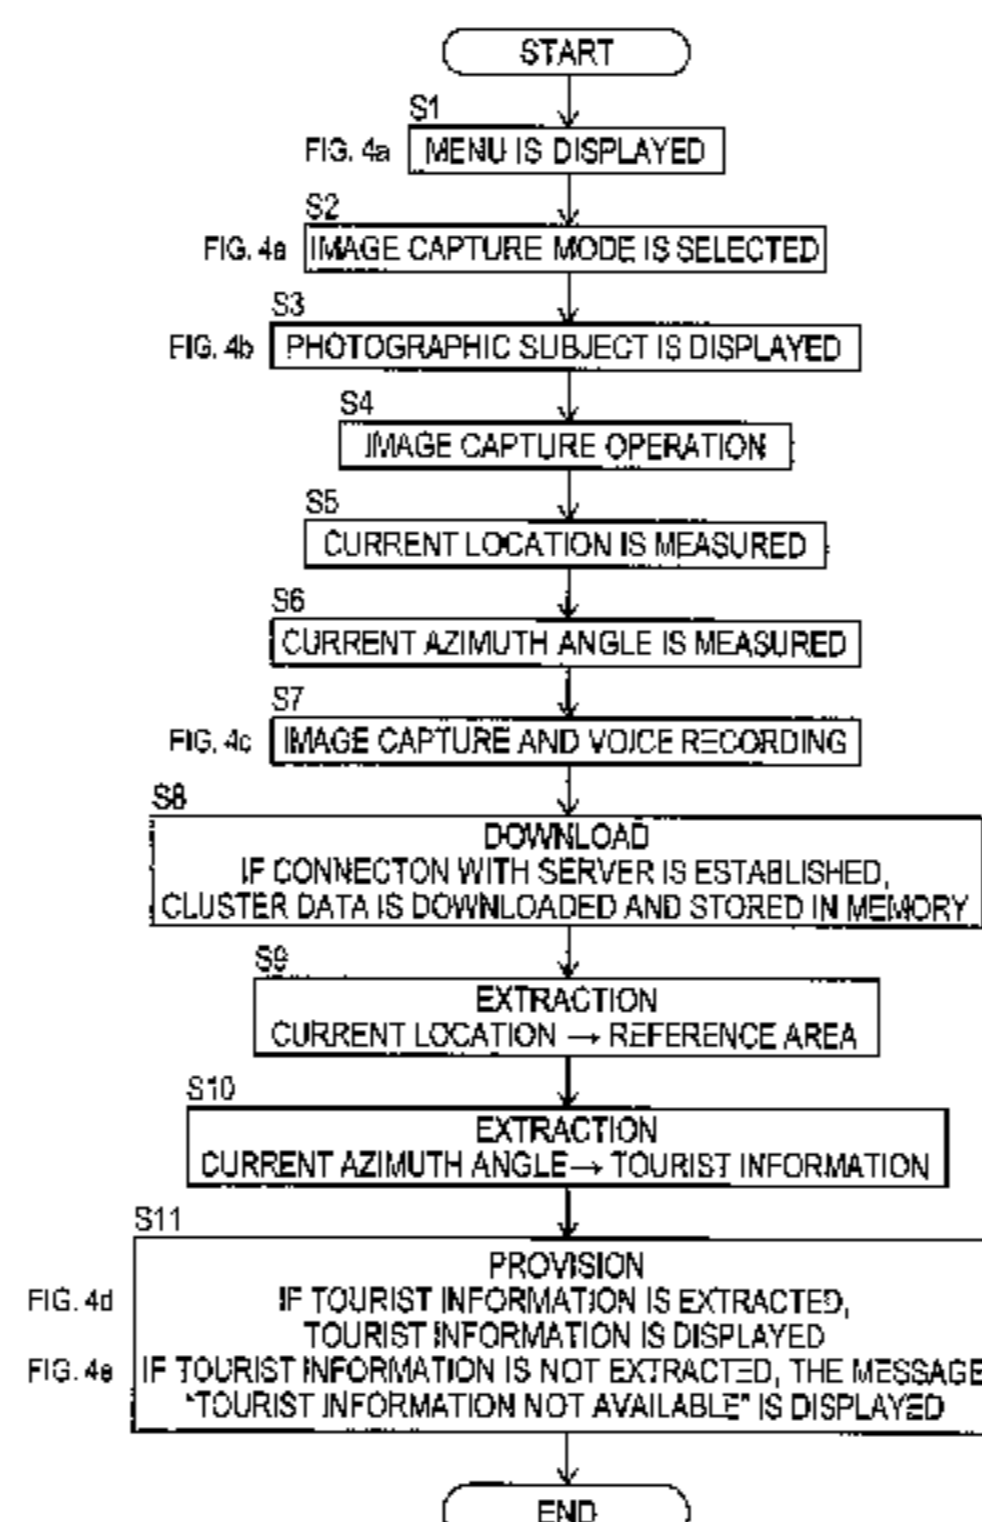 START
S1
FIG. 4a MENU IS DISPLAYED
S2
FIG. 4a IMAGE CAPTURE MODE IS SELECTED
S3
FIG. 4b PHOTOGRAPHIC SUBJECT IS DISPLAYED
S4
IMAGE CAPTURE OPERATION
S5
CURRENT LOCATION IS MEASURED
S6
CURRENT AZIMUTH ANGLE IS MEASURED
S7
FIG. 4c IMAGE CAPTURE AND VOICE RECORDING
S8
DOWNLOAD
IF CONNECTON WITH SERVER IS ESTABLISHED,
CLUSTER DATA IS DOWNLOADED AND STORED IN MEMORY
S9
EXTRACTION
CURRENT LOCATION → REFERENCE AREA
S10
EXTRACTION
CURRENT AZIMUTH ANGLE → TOURIST INFORMATION
S11
PROVISION
FIG. 4d IF TOURIST INFORMATION IS EXTRACTED,
TOURIST INFORMATION IS DISPLAYED
FIG. 4e IF TOURIST INFORMATION IS NOT EXTRACTED, THE MESSAGE
"TOURIST INFORMATION NOT AVAILABLE" IS DISPLAYED
END